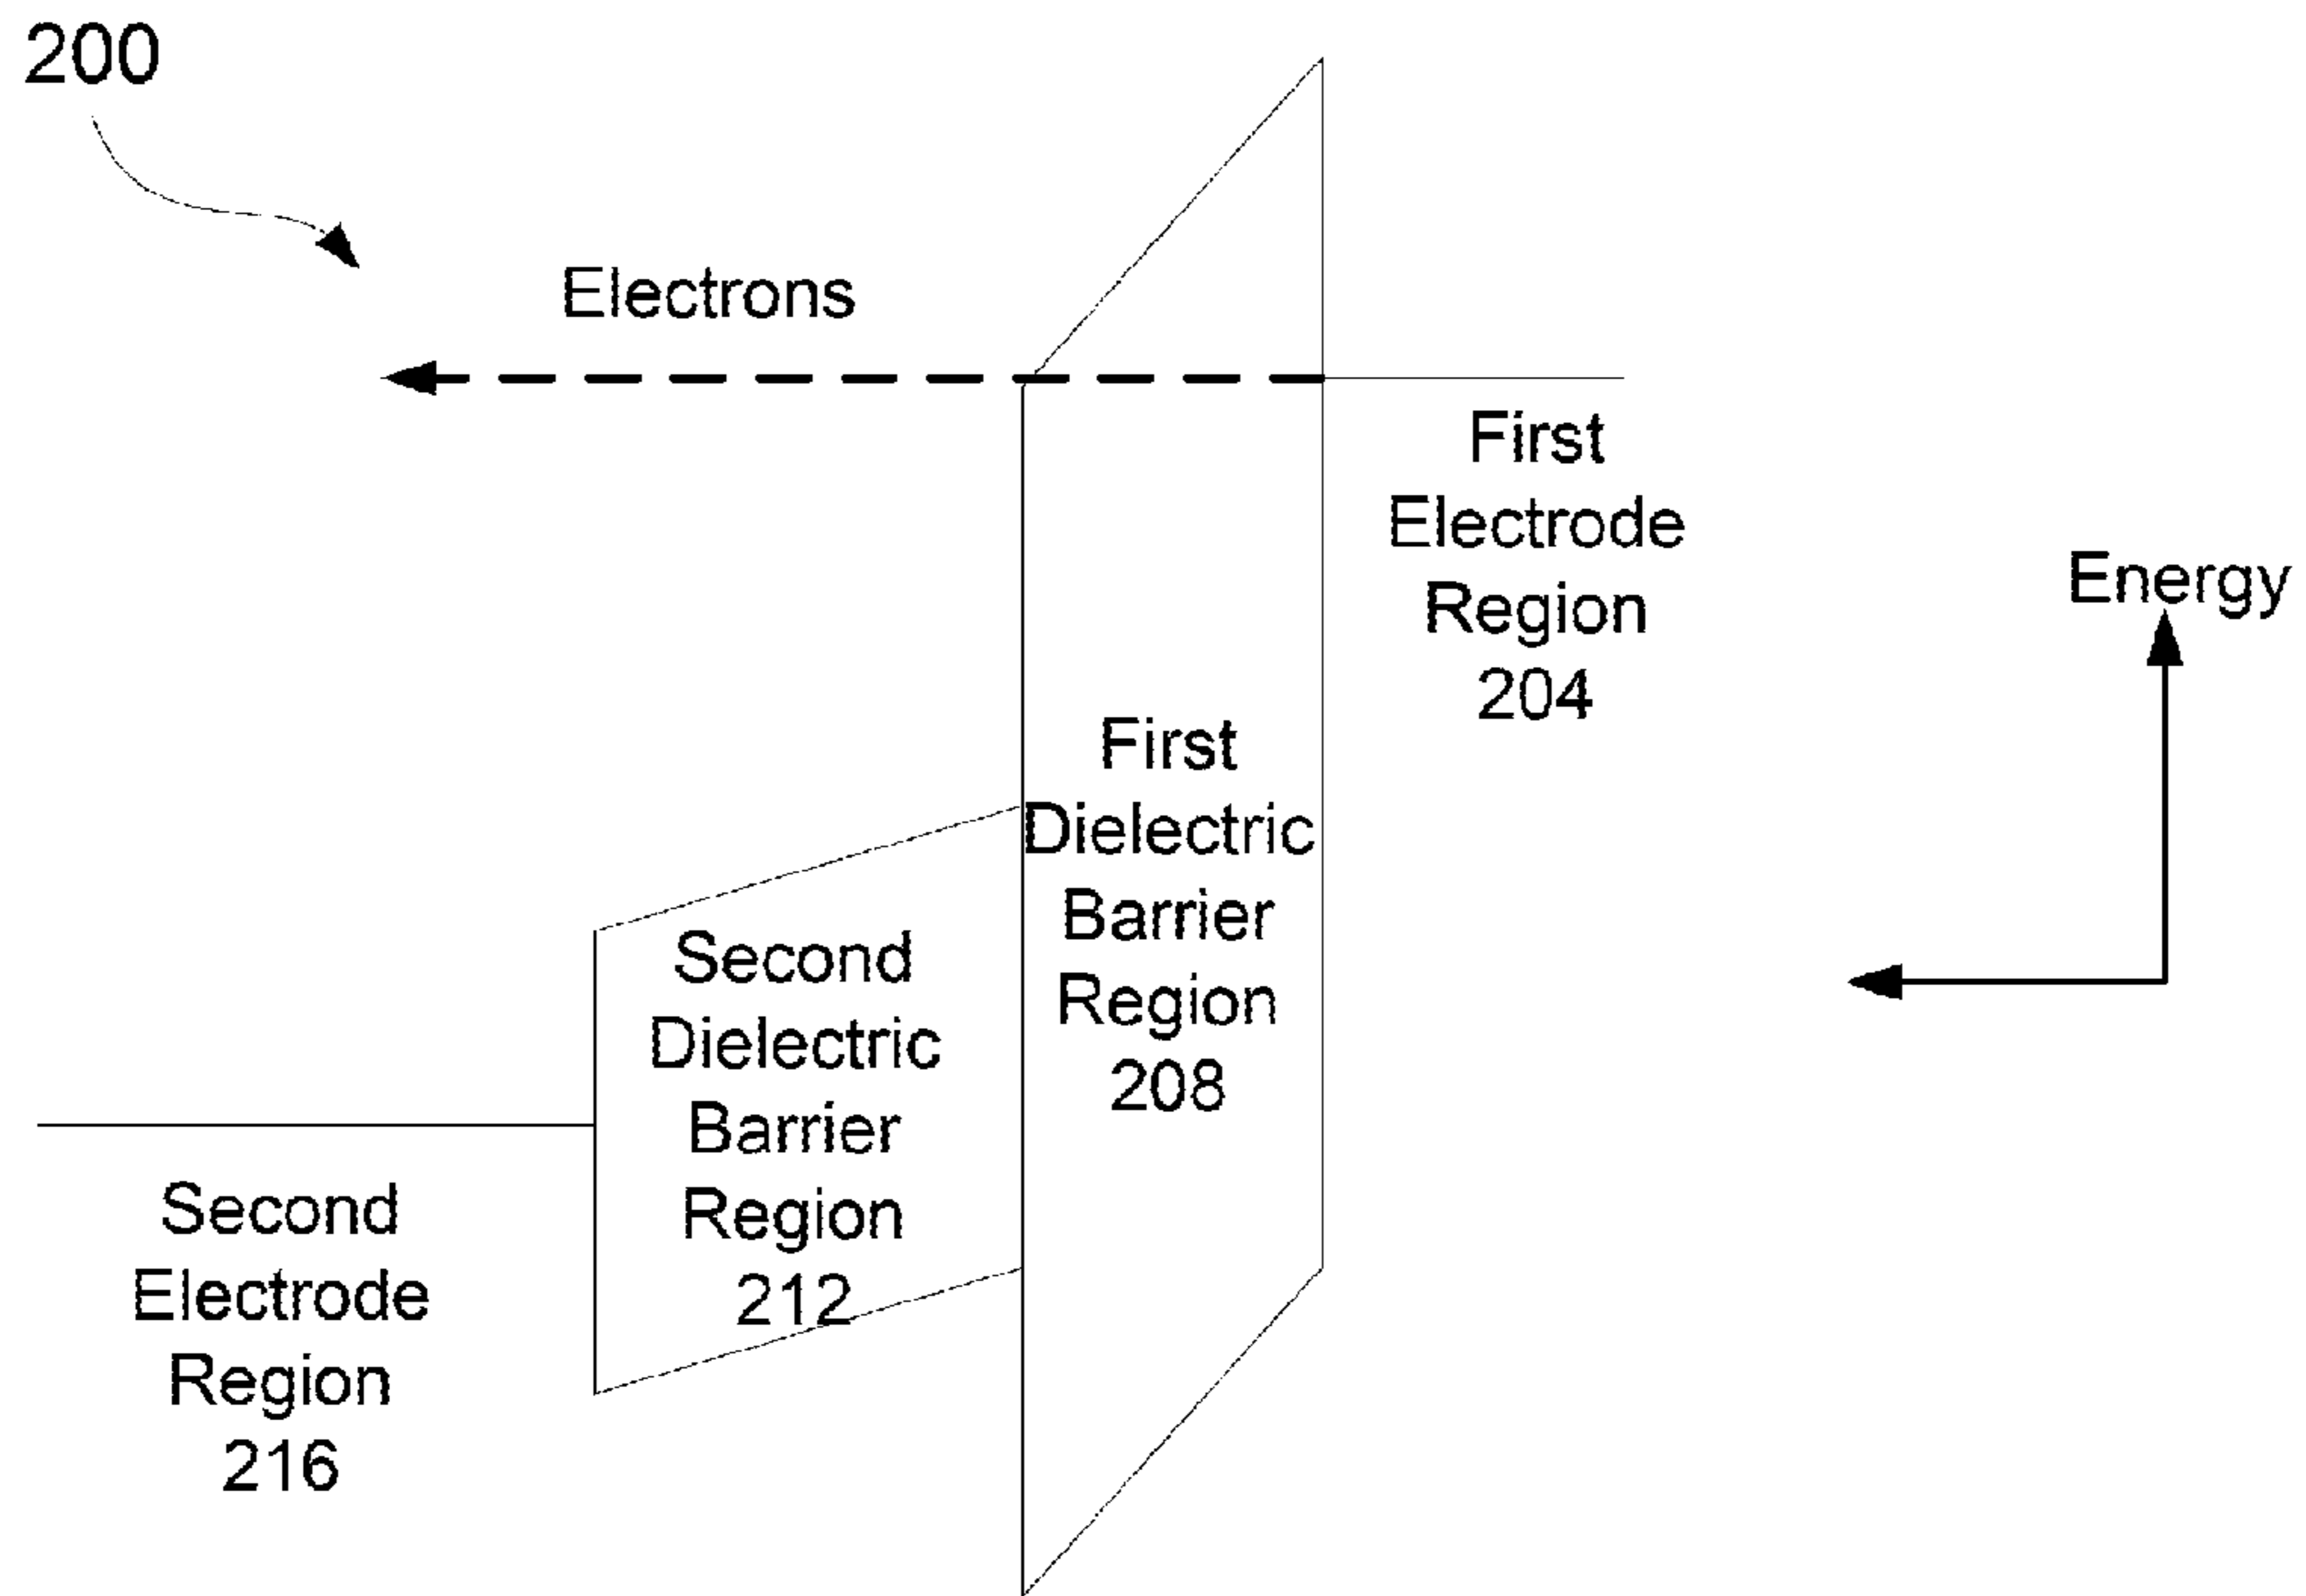 200
Electrons
First
Electrode
Region
204
Energy
First
Dielectric
Barrier
Region
208
Second
Dielectric
Barrier
Region
212
Second
Electrode
Region
216